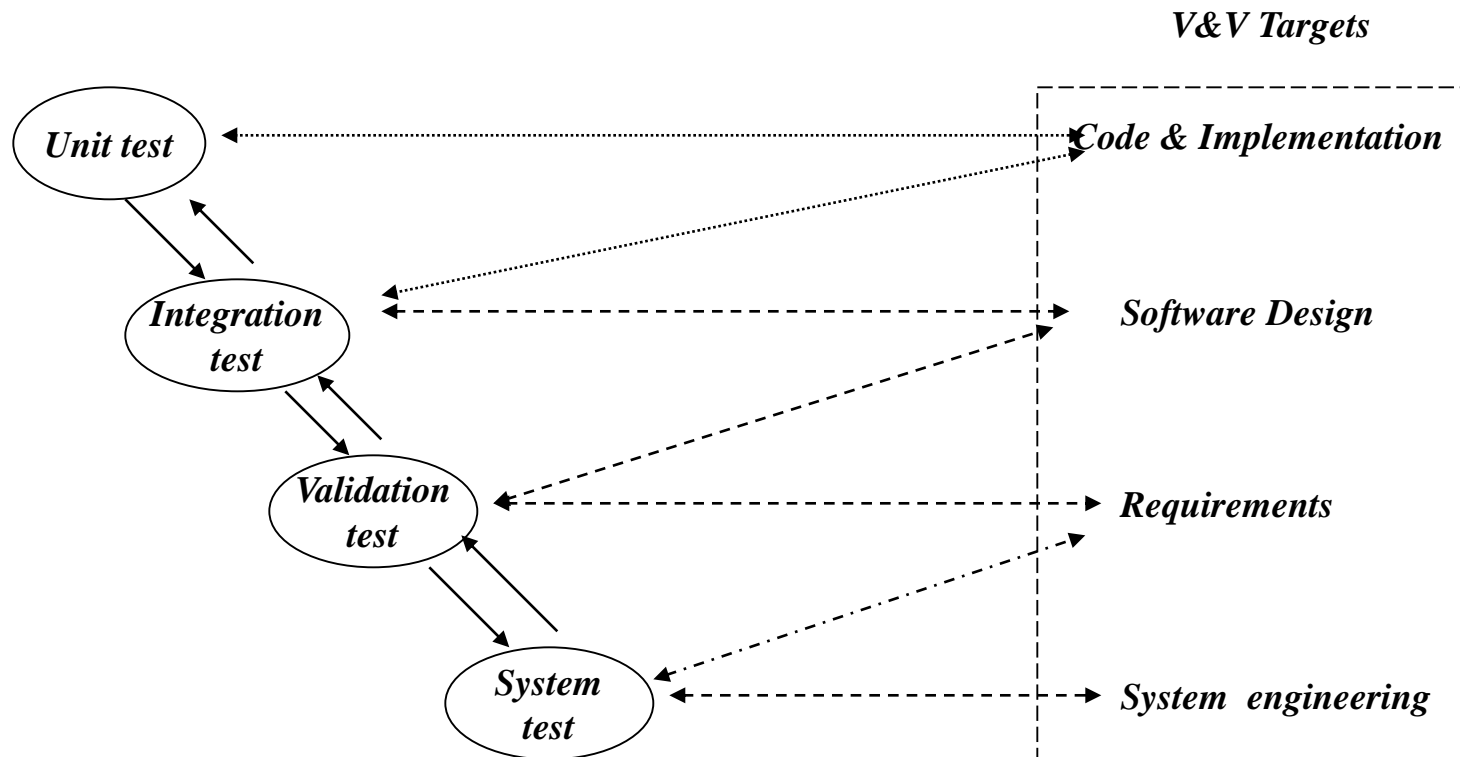 V&V Targets
Unit test
Code & Implementation
Integration
test
Software Design
Validation
test
Requirements
System
test
System engineering